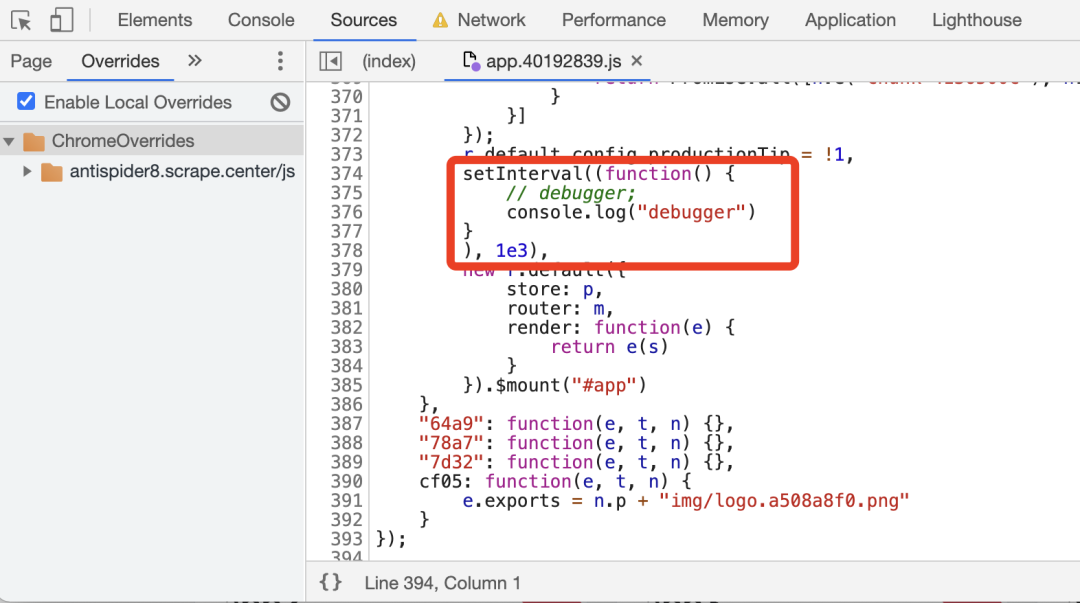 Elements Console Sources Network Performance Memory Application Lighthouse
Page Overrides » (index) app.40192839.js ×
Enable Local Overrides
ChromeOverrides
antispider8.scrape.center/js
370 }
371 }]
372 });
373 r.default.config.productionTip = !1,
374 setInterval((function() {
375 // debugger;
376 console.log("debugger")
377 }
378 ), 1e3),
379 new r.default({
380 store: p,
381 router: m,
382 render: function(e) {
383 return e(s)
384 }
385 }).$mount("#app")
386 },
387 "64a9": function(e, t, n) {},
388 "78a7": function(e, t, n) {},
389 "7d32": function(e, t, n) {},
390 cf05: function(e, t, n) {
391 e.exports = n.p + "img/logo.a508a8f0.png"
392 }
393 });
394
{} Line 394, Column 1